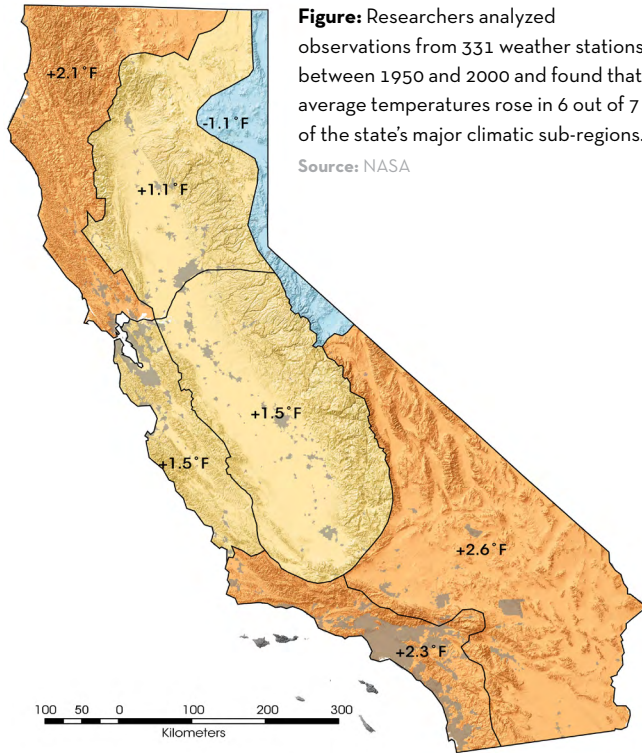 Figure: Researchers analyzed
observations from 331 weather stations
between 1950 and 2000 and found that
average temperatures rose in 6 out of 7
of the state's major climatic sub-regions.
Source: NASA
+2.1°F
-1.1°F
+1.1°F
+1.5°F
+1.5°F
+2.6°F
+2.3°F
100 50 0 100 200 300
Kilometers